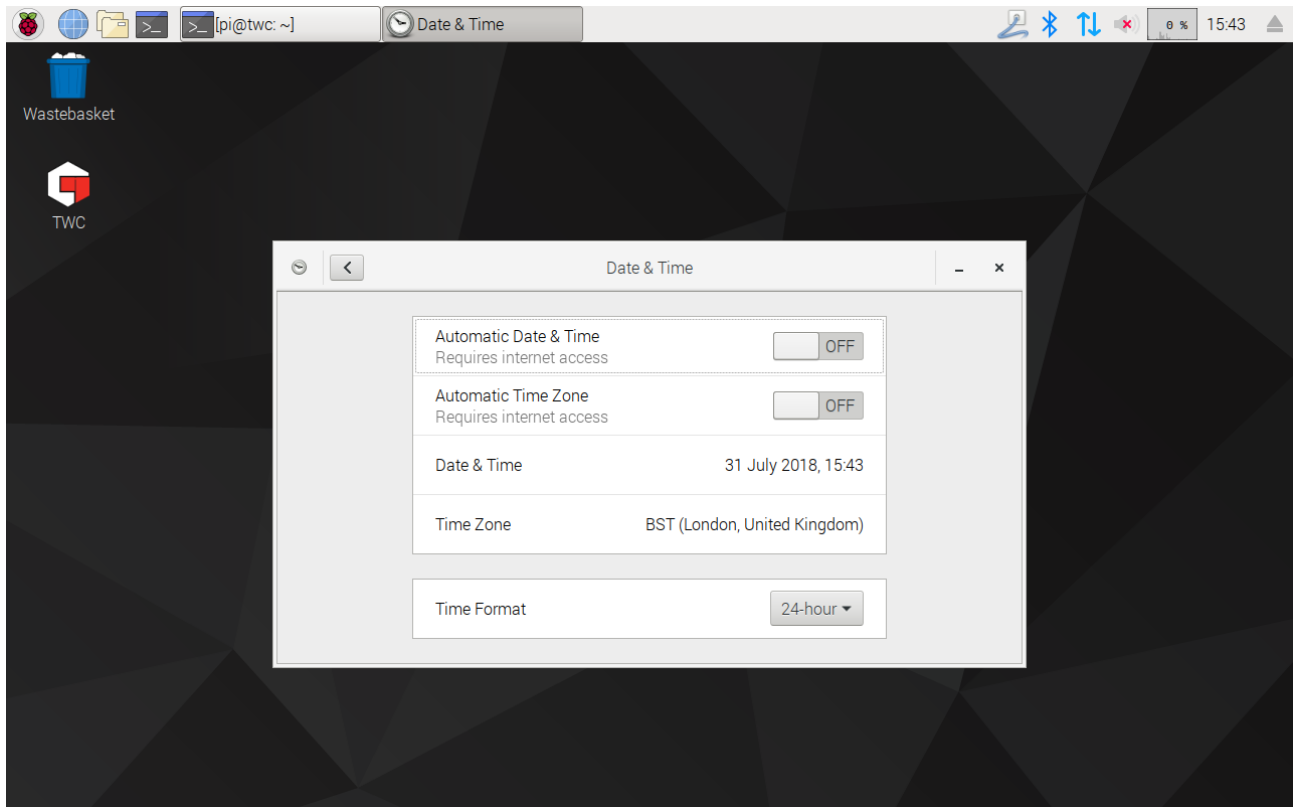 [pi@twc: ~]
Date & Time
0 %
15:43
Wastebasket
TWC
Date & Time
Automatic Date & Time
Requires internet access
OFF
Automatic Time Zone
Requires internet access
OFF
Date & Time
31 July 2018, 15:43
Time Zone
BST (London, United Kingdom)
Time Format
24-hour